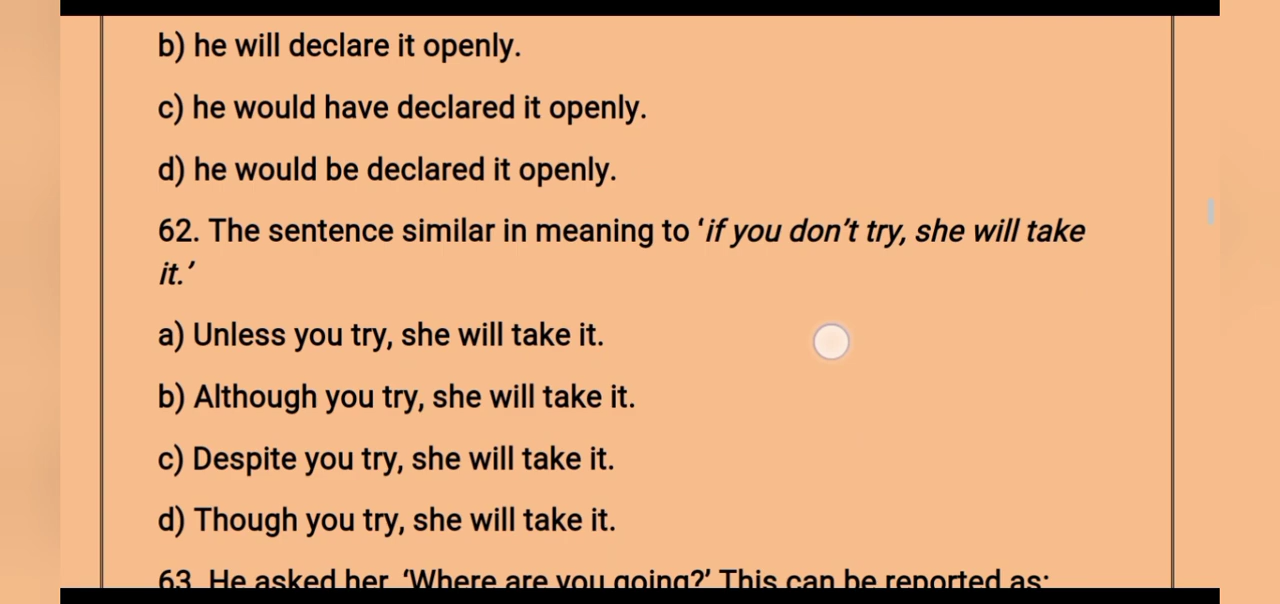 b) he will declare it openly.
c) he would have declared it openly.
d) he would be declared it openly.
62. The sentence similar in meaning to ‘if you don’t try, she will take
it.’
a) Unless you try, she will take it.
b) Although you try, she will take it.
c) Despite you try, she will take it.
d) Though you try, she will take it.
63. He asked her, ‘Where are you going?’ This can be reported as: